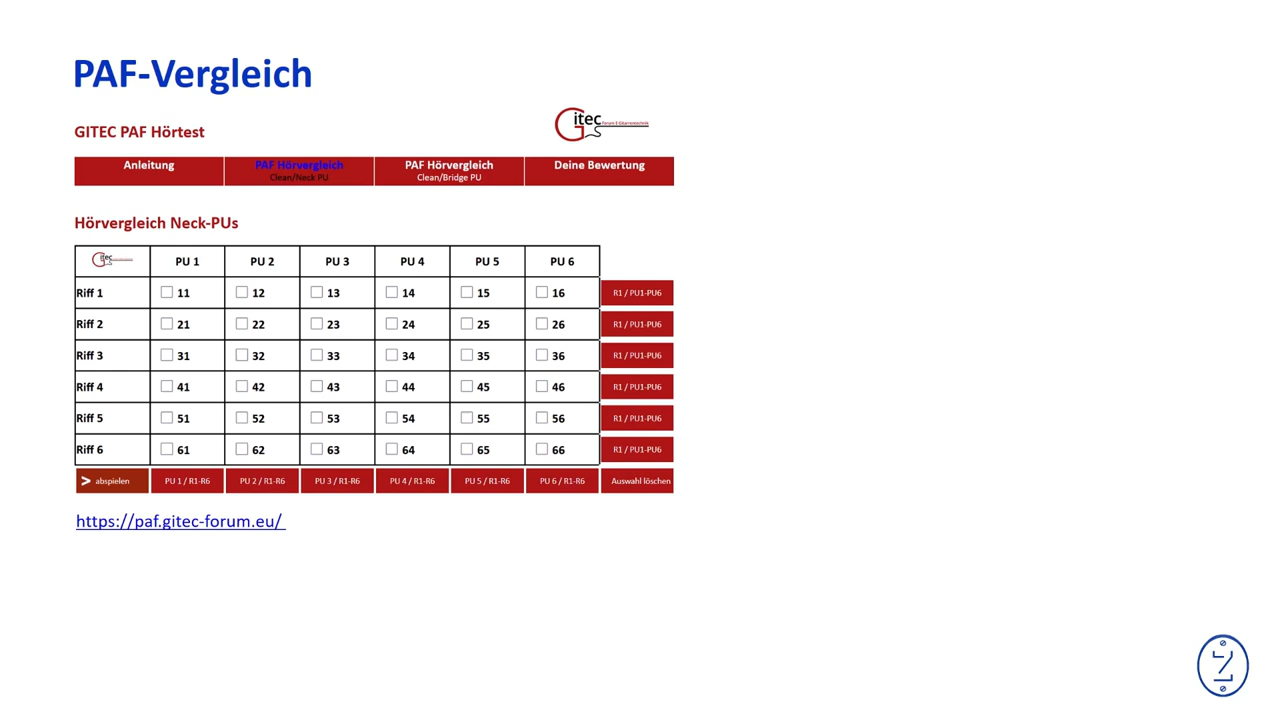 PAF-Vergleich
GITEC PAF Hörtest
Gitec Forum E-Gitarrentechnik
Anleitung PAF Hörvergleich PAF Hörvergleich Deine Bewertung
Clean/Neck PU Clean/Bridge PU
Hörvergleich Neck-PUs
Gitec PU 1 PU 2 PU 3 PU 4 PU 5 PU 6
Riff 1 11 12 13 14 15 16 R1 / PU1-PU6
Riff 2 21 22 23 24 25 26 R1 / PU1-PU6
Riff 3 31 32 33 34 35 36 R1 / PU1-PU6
Riff 4 41 42 43 44 45 46 R1 / PU1-PU6
Riff 5 51 52 53 54 55 56 R1 / PU1-PU6
Riff 6 61 62 63 64 65 66 R1 / PU1-PU6
> abspielen PU 1 / R1-R6 PU 2 / R1-R6 PU 3 / R1-R6 PU 4 / R1-R6 PU 5 / R1-R6 PU 6 / R1-R6 Auswahl löschen
https://paf.gitec-forum.eu/